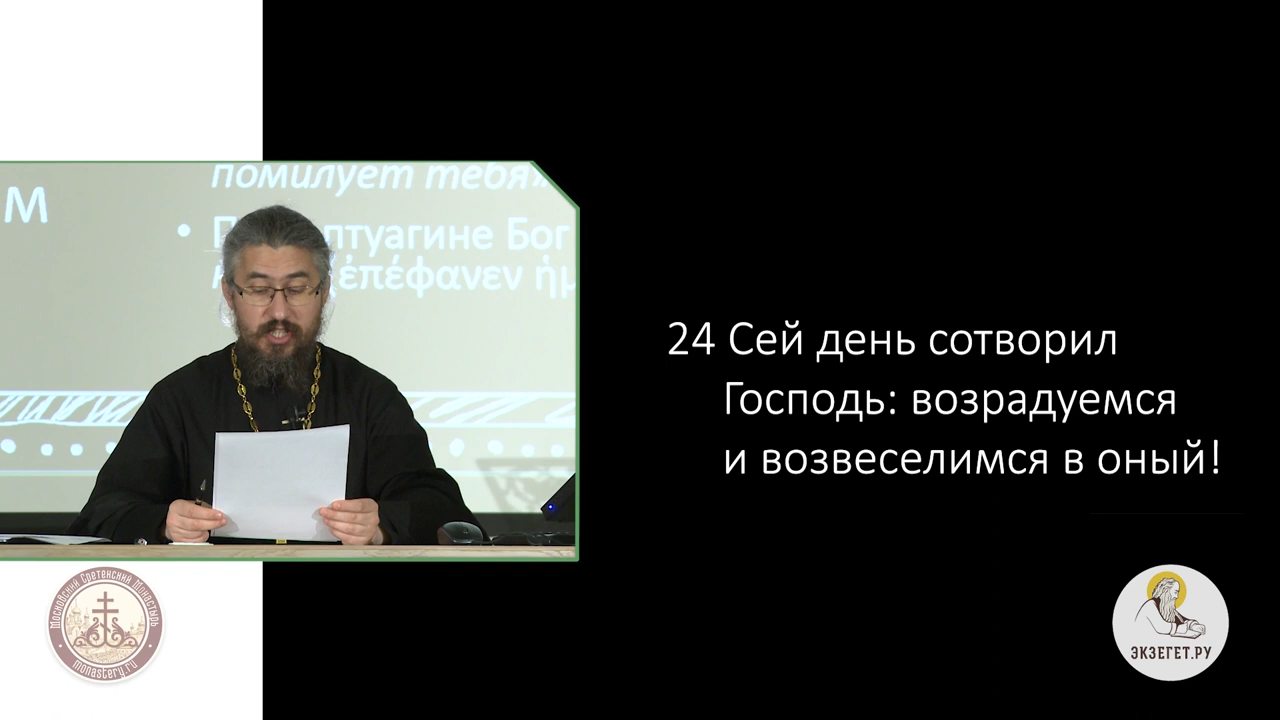 помилует тебя»
м
• П птуагине Бог
ἐπέφανεν ἡμ
24 Сей день сотворил
Господь: возрадуемся
и возвеселимся в оный!
Московский Сретенский Монастырь
monastery.ru
ЭКЗЕГЕТ.РУ